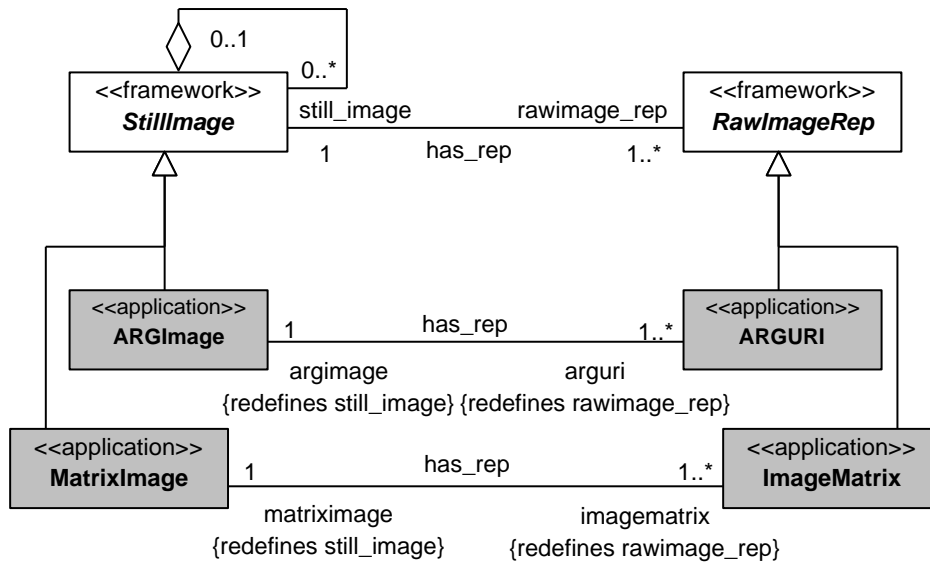 0..1
0..*
<<framework>>
StillImage
<<framework>>
RawImageRep
still_image
rawimage_rep
1
has_rep
1..*
<<application>>
ARGImage
<<application>>
ARGURI
1
has_rep
1..*
argimage
arguri
{redefines still_image}
{redefines rawimage_rep}
<<application>>
MatrixImage
<<application>>
ImageMatrix
1
has_rep
1..*
matriximage
imagematrix
{redefines still_image}
{redefines rawimage_rep}